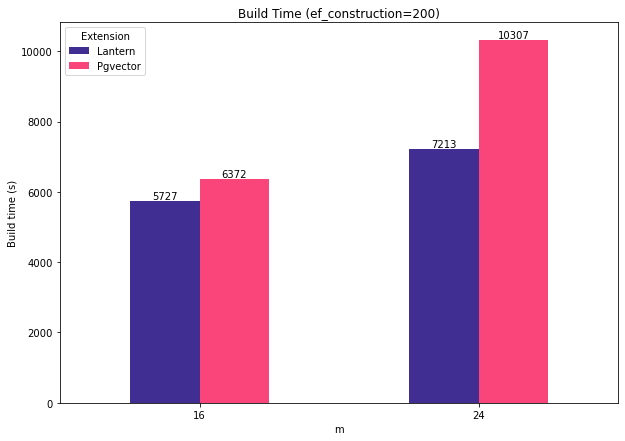 Build Time (ef_construction=200)
Extension
Lantern
Pgvector
10000
8000
6000
4000
2000
0
Build time (s)
5727
6372
7213
10307
16
24
m